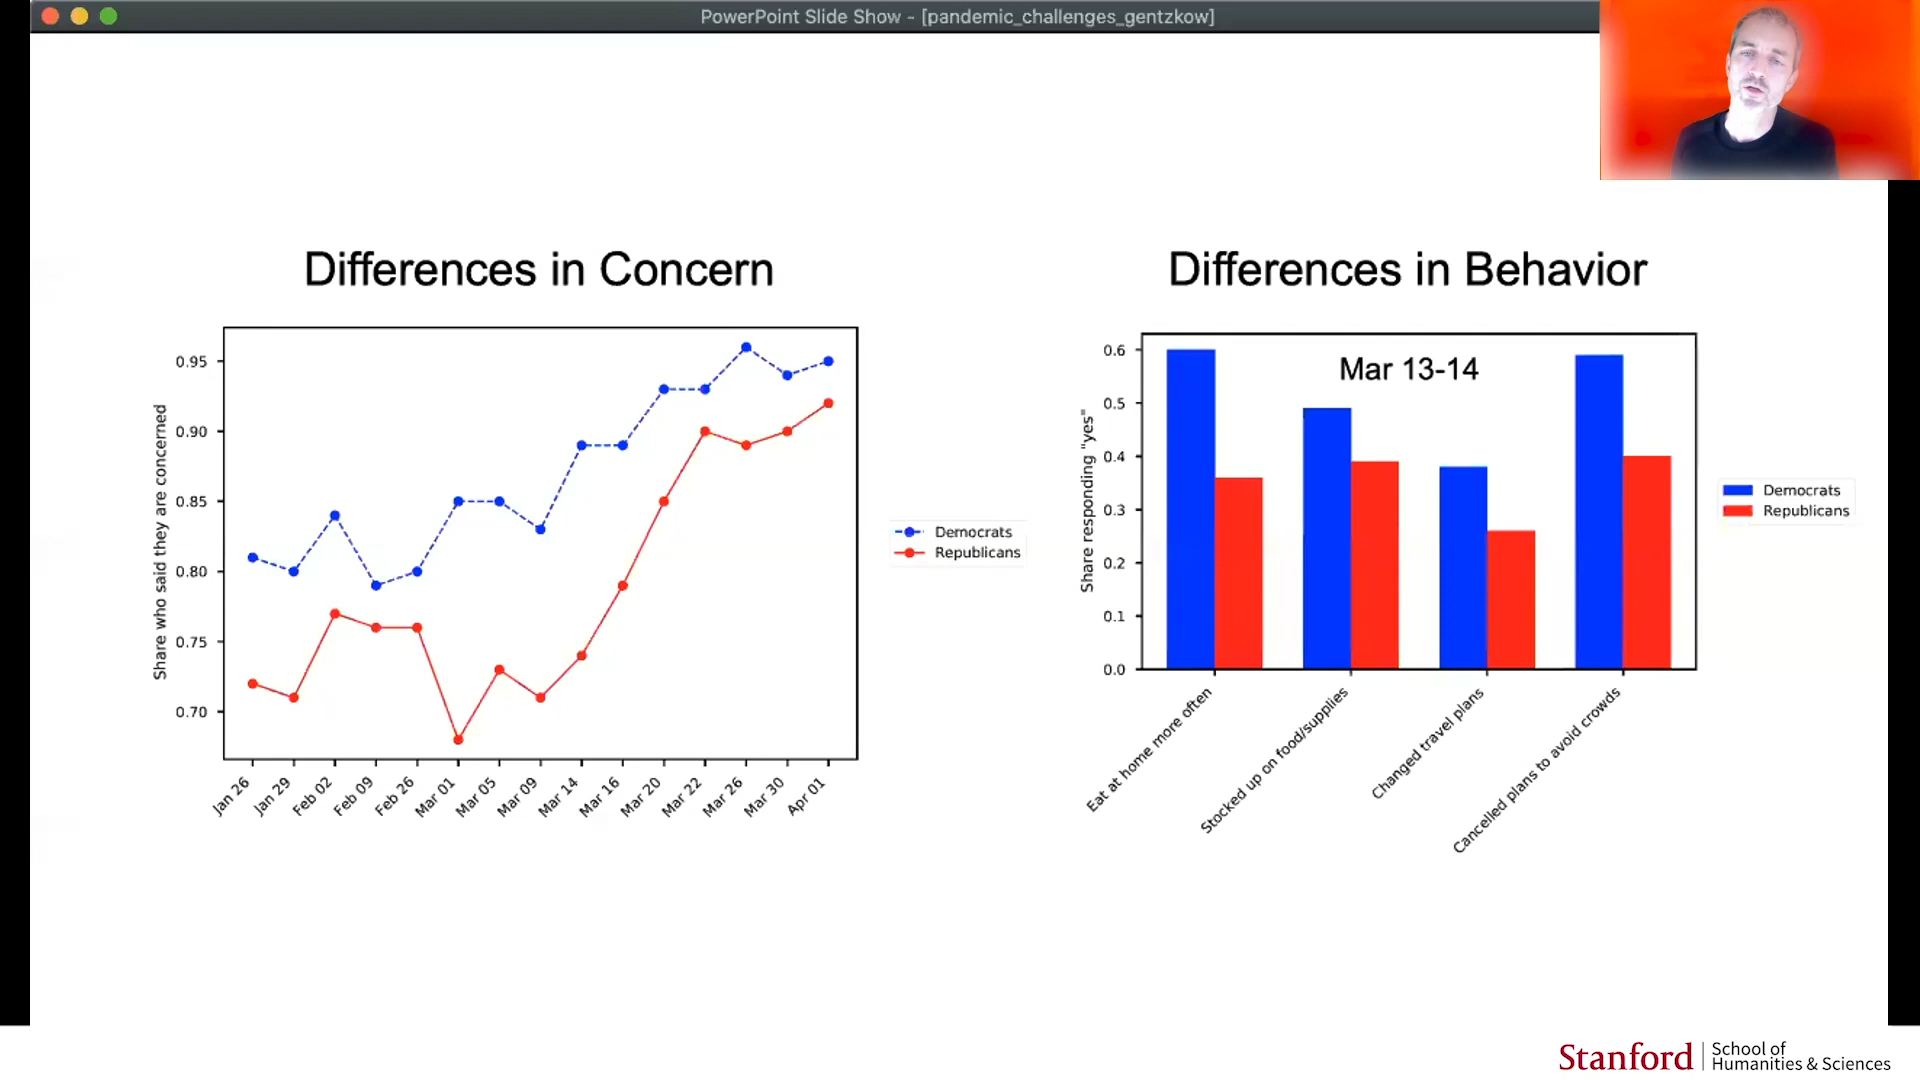 PowerPoint Slide Show - [pandemic_challenges_gentzkow]
Differences in Concern
0.95
0.90
0.85
0.80
0.75
0.70
Share who said they are concerned
Jan 26
Jan 29
Feb 02
Feb 09
Feb 26
Mar 01
Mar 05
Mar 09
Mar 14
Mar 16
Mar 20
Mar 22
Mar 26
Mar 30
Apr 01
Democrats
Republicans
Differences in Behavior
Mar 13-14
0.6
0.5
0.4
0.3
0.2
0.1
0.0
Share responding "yes"
Eat at home more often
Stocked up on food/supplies
Changed travel plans
Cancelled plans to avoid crowds
Democrats
Republicans
Stanford
School of
Humanities & Sciences